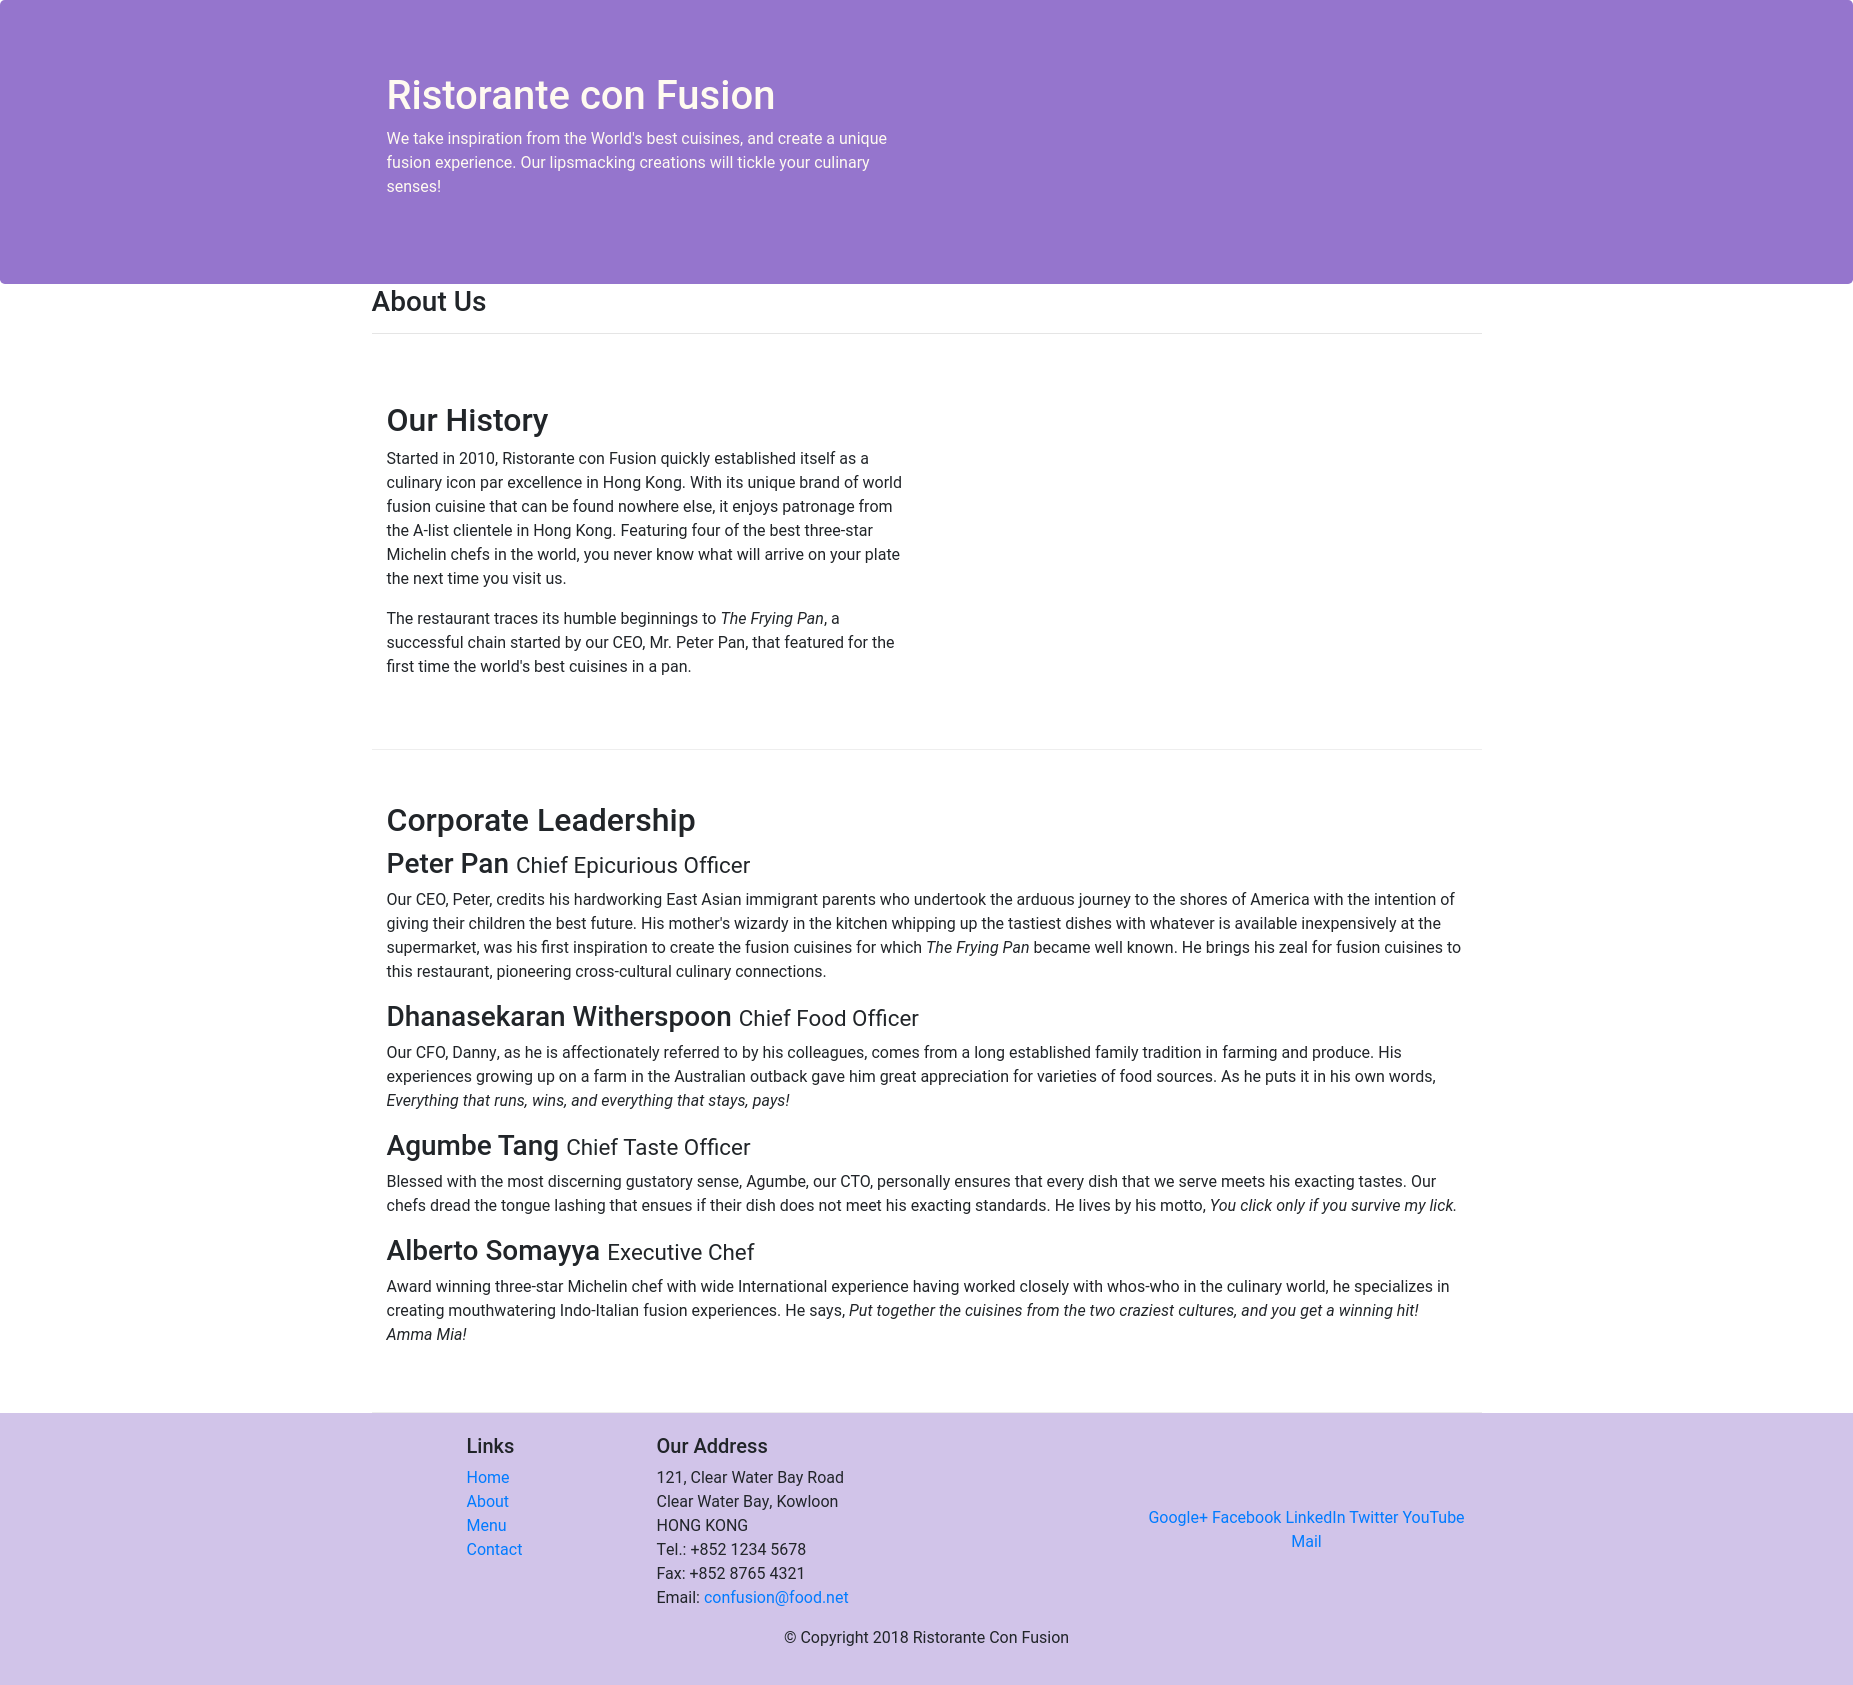 Ristorante con Fusion
We take inspiration from the World's best cuisines, and create a unique
fusion experience. Our lipsmacking creations will tickle your culinary
senses!
About Us
Our History
Started in 2010, Ristorante con Fusion quickly established itself as a
culinary icon par excellence in Hong Kong. With its unique brand of world
fusion cuisine that can be found nowhere else, it enjoys patronage from
the A-list clientele in Hong Kong. Featuring four of the best three-star
Michelin chefs in the world, you never know what will arrive on your plate
the next time you visit us.
The restaurant traces its humble beginnings to The Frying Pan, a
successful chain started by our CEO, Mr. Peter Pan, that featured for the
first time the world's best cuisines in a pan.
Corporate Leadership
Peter Pan Chief Epicurious Officer
Our CEO, Peter, credits his hardworking East Asian immigrant parents who undertook the arduous journey to the shores of America with the intention of
giving their children the best future. His mother's wizardy in the kitchen whipping up the tastiest dishes with whatever is available inexpensively at the
supermarket, was his first inspiration to create the fusion cuisines for which The Frying Pan became well known. He brings his zeal for fusion cuisines to
this restaurant, pioneering cross-cultural culinary connections.
Dhanasekaran Witherspoon Chief Food Officer
Our CFO, Danny, as he is affectionately referred to by his colleagues, comes from a long established family tradition in farming and produce. His
experiences growing up on a farm in the Australian outback gave him great appreciation for varieties of food sources. As he puts it in his own words,
Everything that runs, wins, and everything that stays, pays!
Agumbe Tang Chief Taste Officer
Blessed with the most discerning gustatory sense, Agumbe, our CTO, personally ensures that every dish that we serve meets his exacting tastes. Our
chefs dread the tongue lashing that ensues if their dish does not meet his exacting standards. He lives by his motto, You click only if you survive my lick.
Alberto Somayya Executive Chef
Award winning three-star Michelin chef with wide International experience having worked closely with whos-who in the culinary world, he specializes in
creating mouthwatering Indo-Italian fusion experiences. He says, Put together the cuisines from the two craziest cultures, and you get a winning hit!
Amma Mia!
Links
Home
About
Menu
Contact
Our Address
121, Clear Water Bay Road
Clear Water Bay, Kowloon
HONG KONG
Tel.: +852 1234 5678
Fax: +852 8765 4321
Email: confusion@food.net
Google+ Facebook LinkedIn Twitter YouTube
Mail
© Copyright 2018 Ristorante Con Fusion